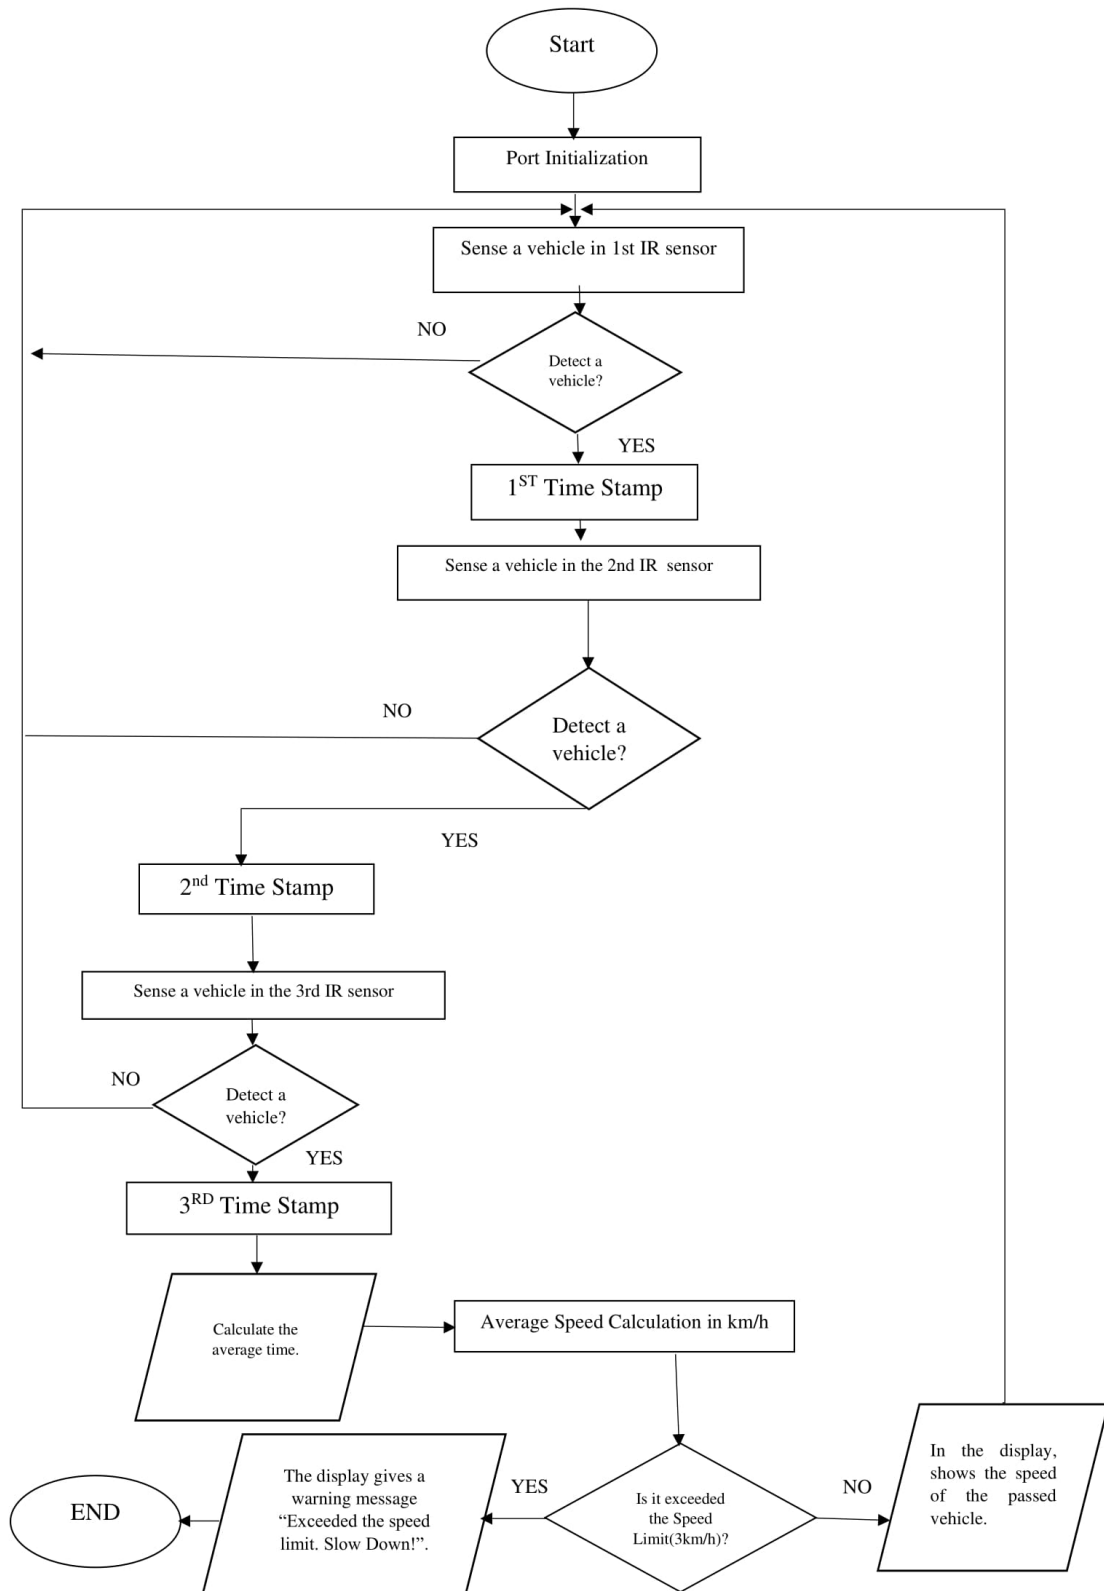 Start
Port Initialization
Sense a vehicle in 1st IR sensor
NO
Detect a
vehicle?
YES
1ST Time Stamp
Sense a vehicle in the 2nd IR sensor
NO
Detect a
vehicle?
YES
2nd Time Stamp
Sense a vehicle in the 3rd IR sensor
NO
Detect a
vehicle?
YES
3RD Time Stamp
Calculate the
average time.
Average Speed Calculation in km/h
Is it exceeded
the Speed
Limit(3km/h)?
NO
In the display,
shows the speed
of the passed
vehicle.
YES
The display gives a
warning message
“Exceeded the speed
limit. Slow Down!”.
END